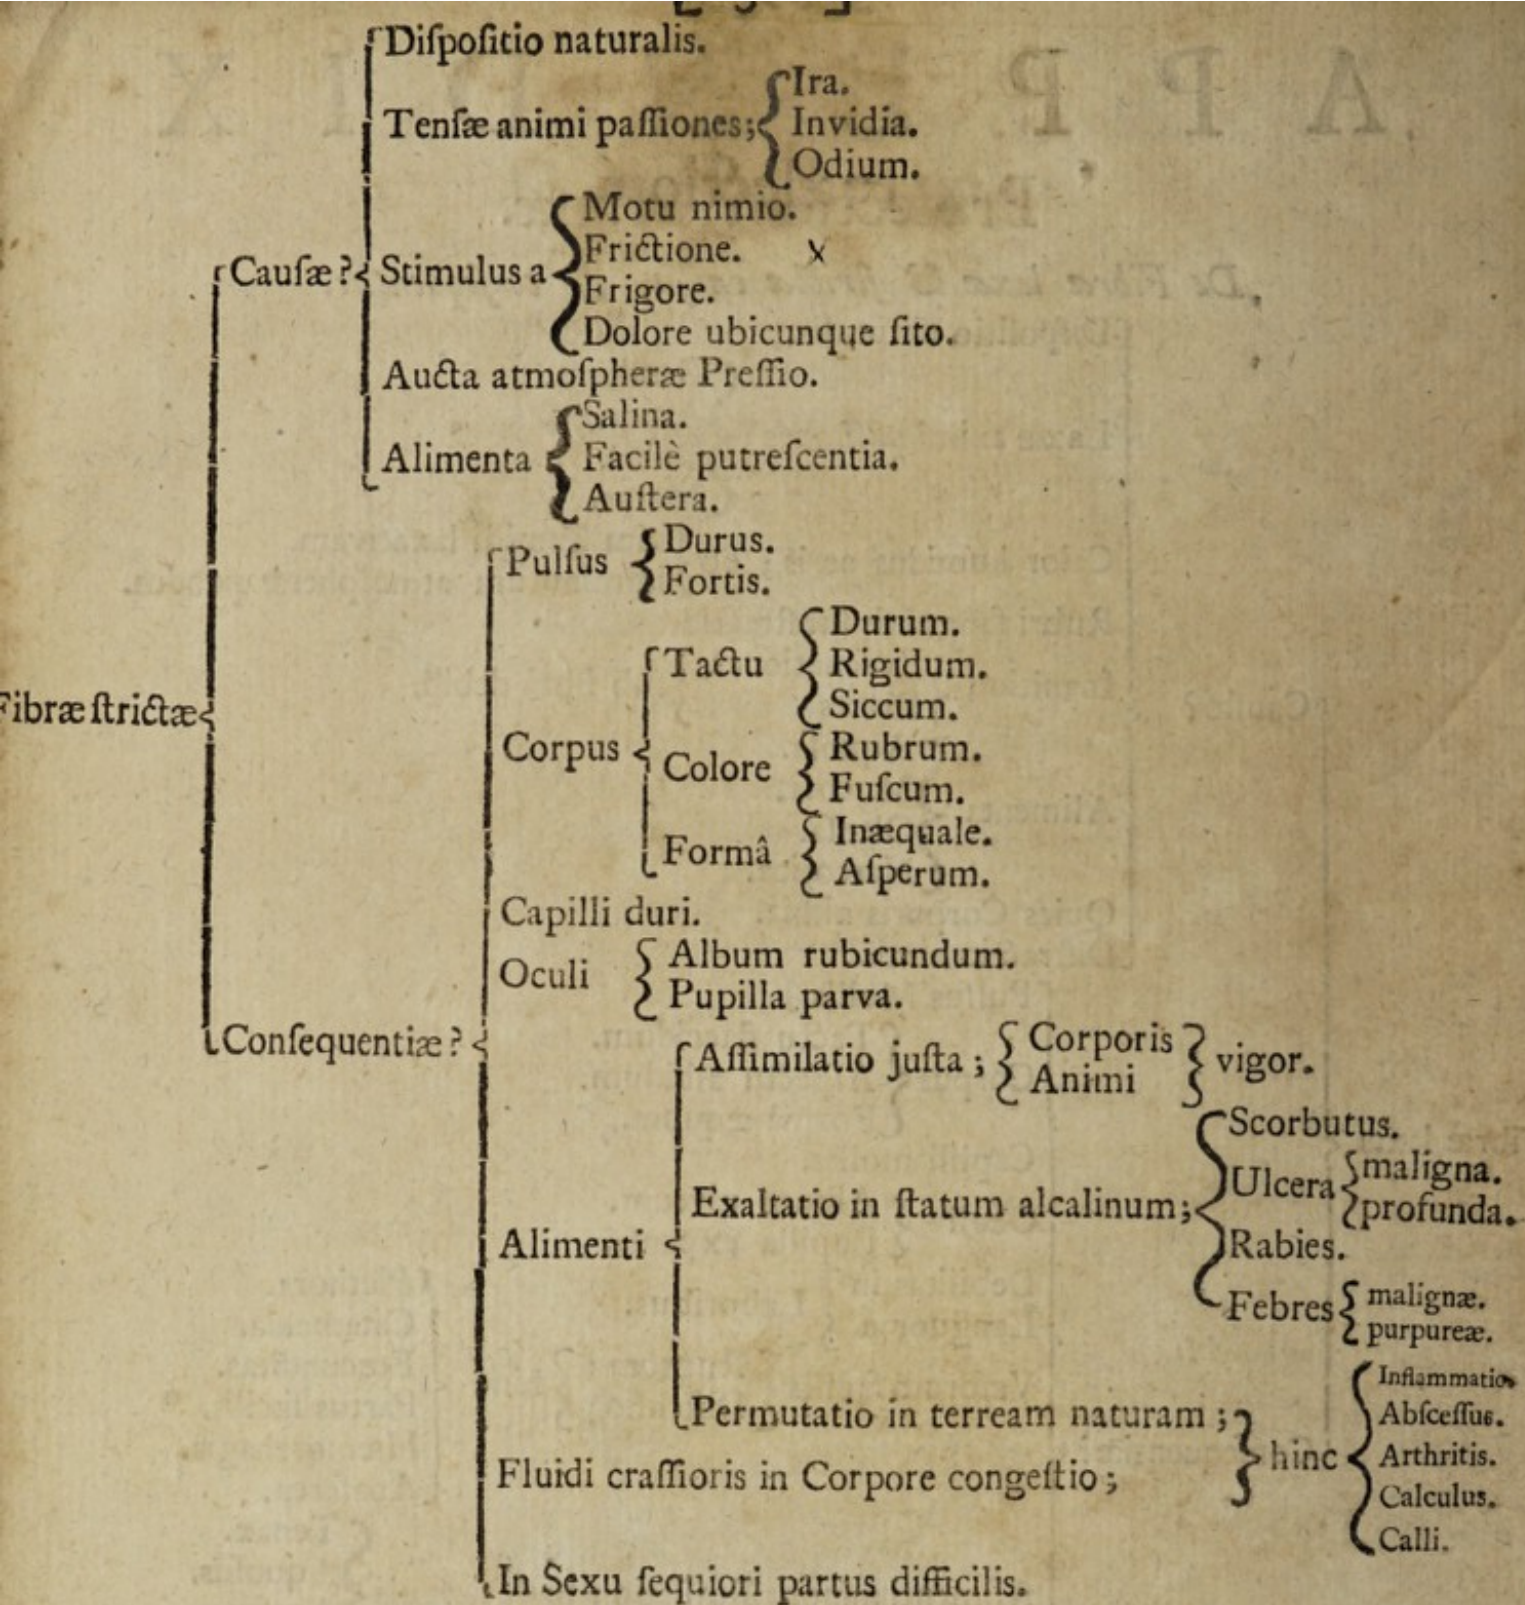 Diſpoſitio naturalis.
Tenſæ animi paſſiones;
Ira.
Invidia.
Odium.
Cauſæ?
Stimulus a
Motu nimio.
Frictione. x
Frigore.
Dolore ubicunque ſito.
Aucta atmoſpheræ Preſſio.
Alimenta
Salina.
Facilè putreſcentia.
Auſtera.
Fibræ ſtrictæ
Pulſus
Durus.
Fortis.
Corpus
Tactu
Durum.
Rigidum.
Siccum.
Colore
Rubrum.
Fuſcum.
Formâ
Inæquale.
Aſperum.
Capilli duri.
Oculi
Album rubicundum.
Pupilla parva.
Conſequentiæ?
Aſſimilatio juſta;
Corporis
Animi
vigor.
Alimenti
Exaltatio in ſtatum alcalinum;
Scorbutus.
Ulcera
maligna.
profunda.
Rabies.
Febres
malignæ.
purpureæ.
Permutatio in terream naturam;
Fluidi craſſioris in Corpore congeſtio;
hinc
Inflammatio
Abſceſſus.
Arthritis.
Calculus.
Calli.
In Sexu ſequiori partus difficilis.